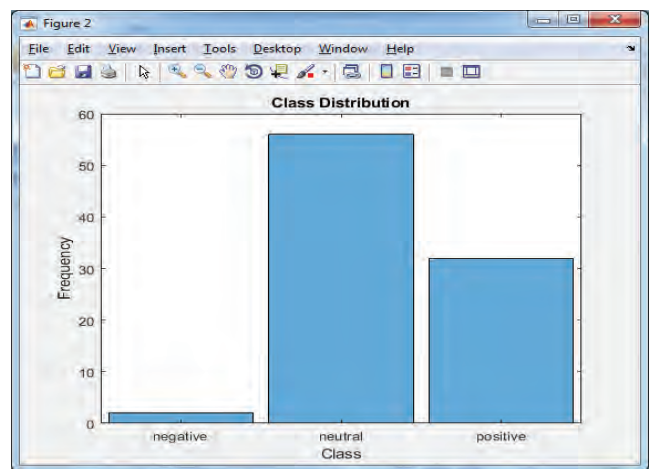 Figure 2
File Edit View Insert Tools Desktop Window Help
Class Distribution
60
50
40
30
20
10
0
Frequency
negative neutral positive
Class